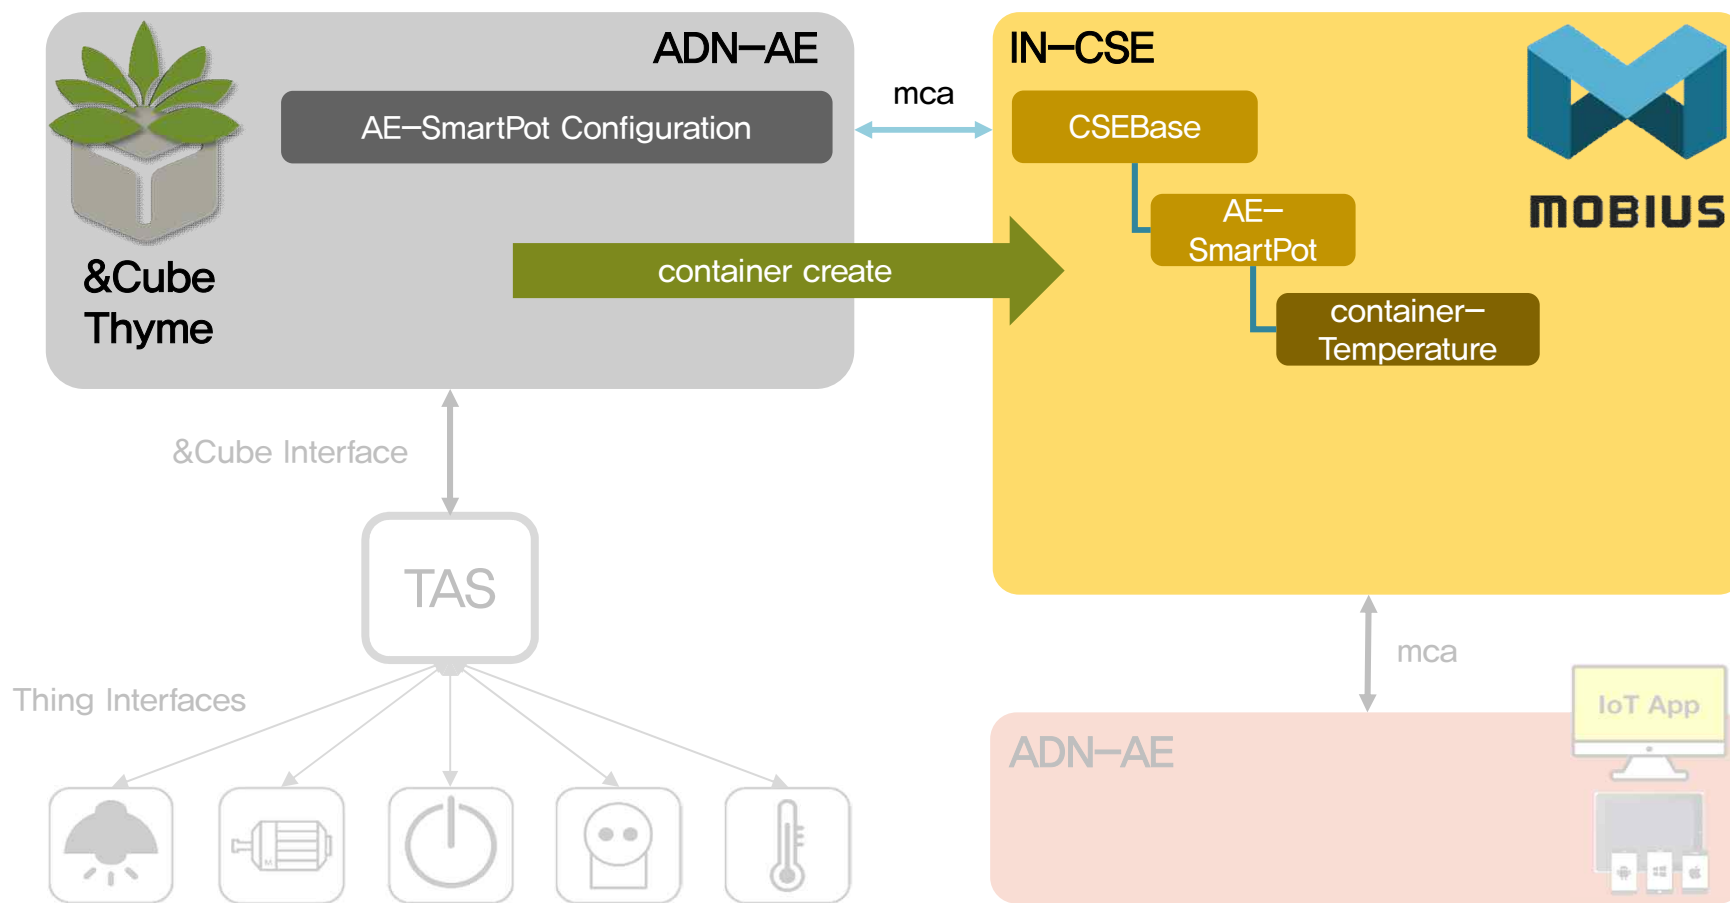 ADN-AE
&Cube
Thyme
AE-SmartPot Configuration
mca
container create
IN-CSE
CSEBase
AE-
SmartPot
container-
Temperature
MOBIUS
&Cube Interface
TAS
Thing Interfaces
M
mca
ADN-AE
IoT App